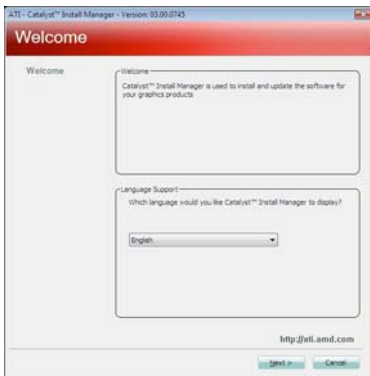 ATI - Catalyst™ Install Manager - Version: 03.00.0745
Welcome
Welcome
Welcome
Catalyst™ Install Manager is used to install and update the software for
your graphics products
Language Support
Which language would you like Catalyst™ Install Manager to display?
English
http://ati.amd.com
Next >
Cancel